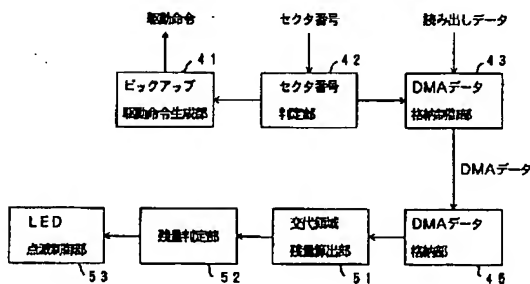 駆動命令
セクタ番号
読み出しデータ
41
42
43
ピックアップ
駆動命令生成部
セクタ番号
判定部
DMAデータ
格納制御部
DMAデータ
LED
点滅制御部
残量判定部
交代領域
残量算出部
DMAデータ
格納部
53
52
51
45